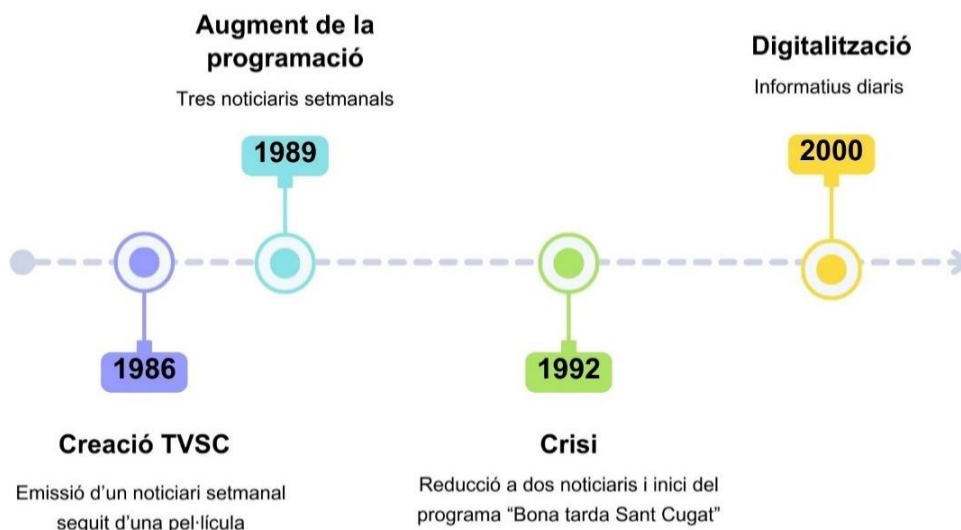 Augment de la
programació
Tres noticiaris setmanals
1989
Digitalització
Informatius diaris
2000
1986
Creació TVSC
Emissió d’un noticiari setmanal
seguit d’una pel·lícula
1992
Crisi
Reducció a dos noticiaris i inici del
programa “Bona tarda Sant Cugat”